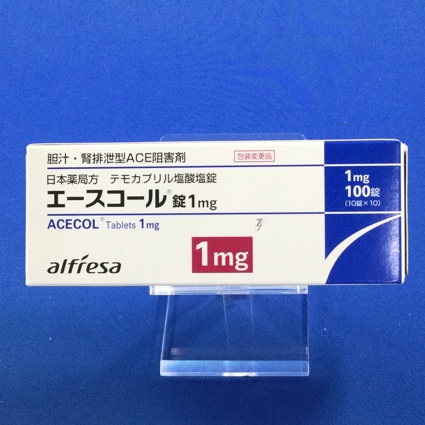 胆汁・腎排泄型ACE阻害剤
包装変更品
日本薬局方 テモカプリル塩酸塩錠
エースコール®錠1mg
ACECOL® Tablets 1mg
1mg
alfresa
1mg
100錠
(10錠×10)